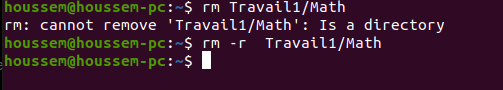 houssem@houssem-pc:~$ rm Travail1/Math
rm: cannot remove 'Travail1/Math': Is a directory
houssem@houssem-pc:~$ rm -r  Travail1/Math
houssem@houssem-pc:~$